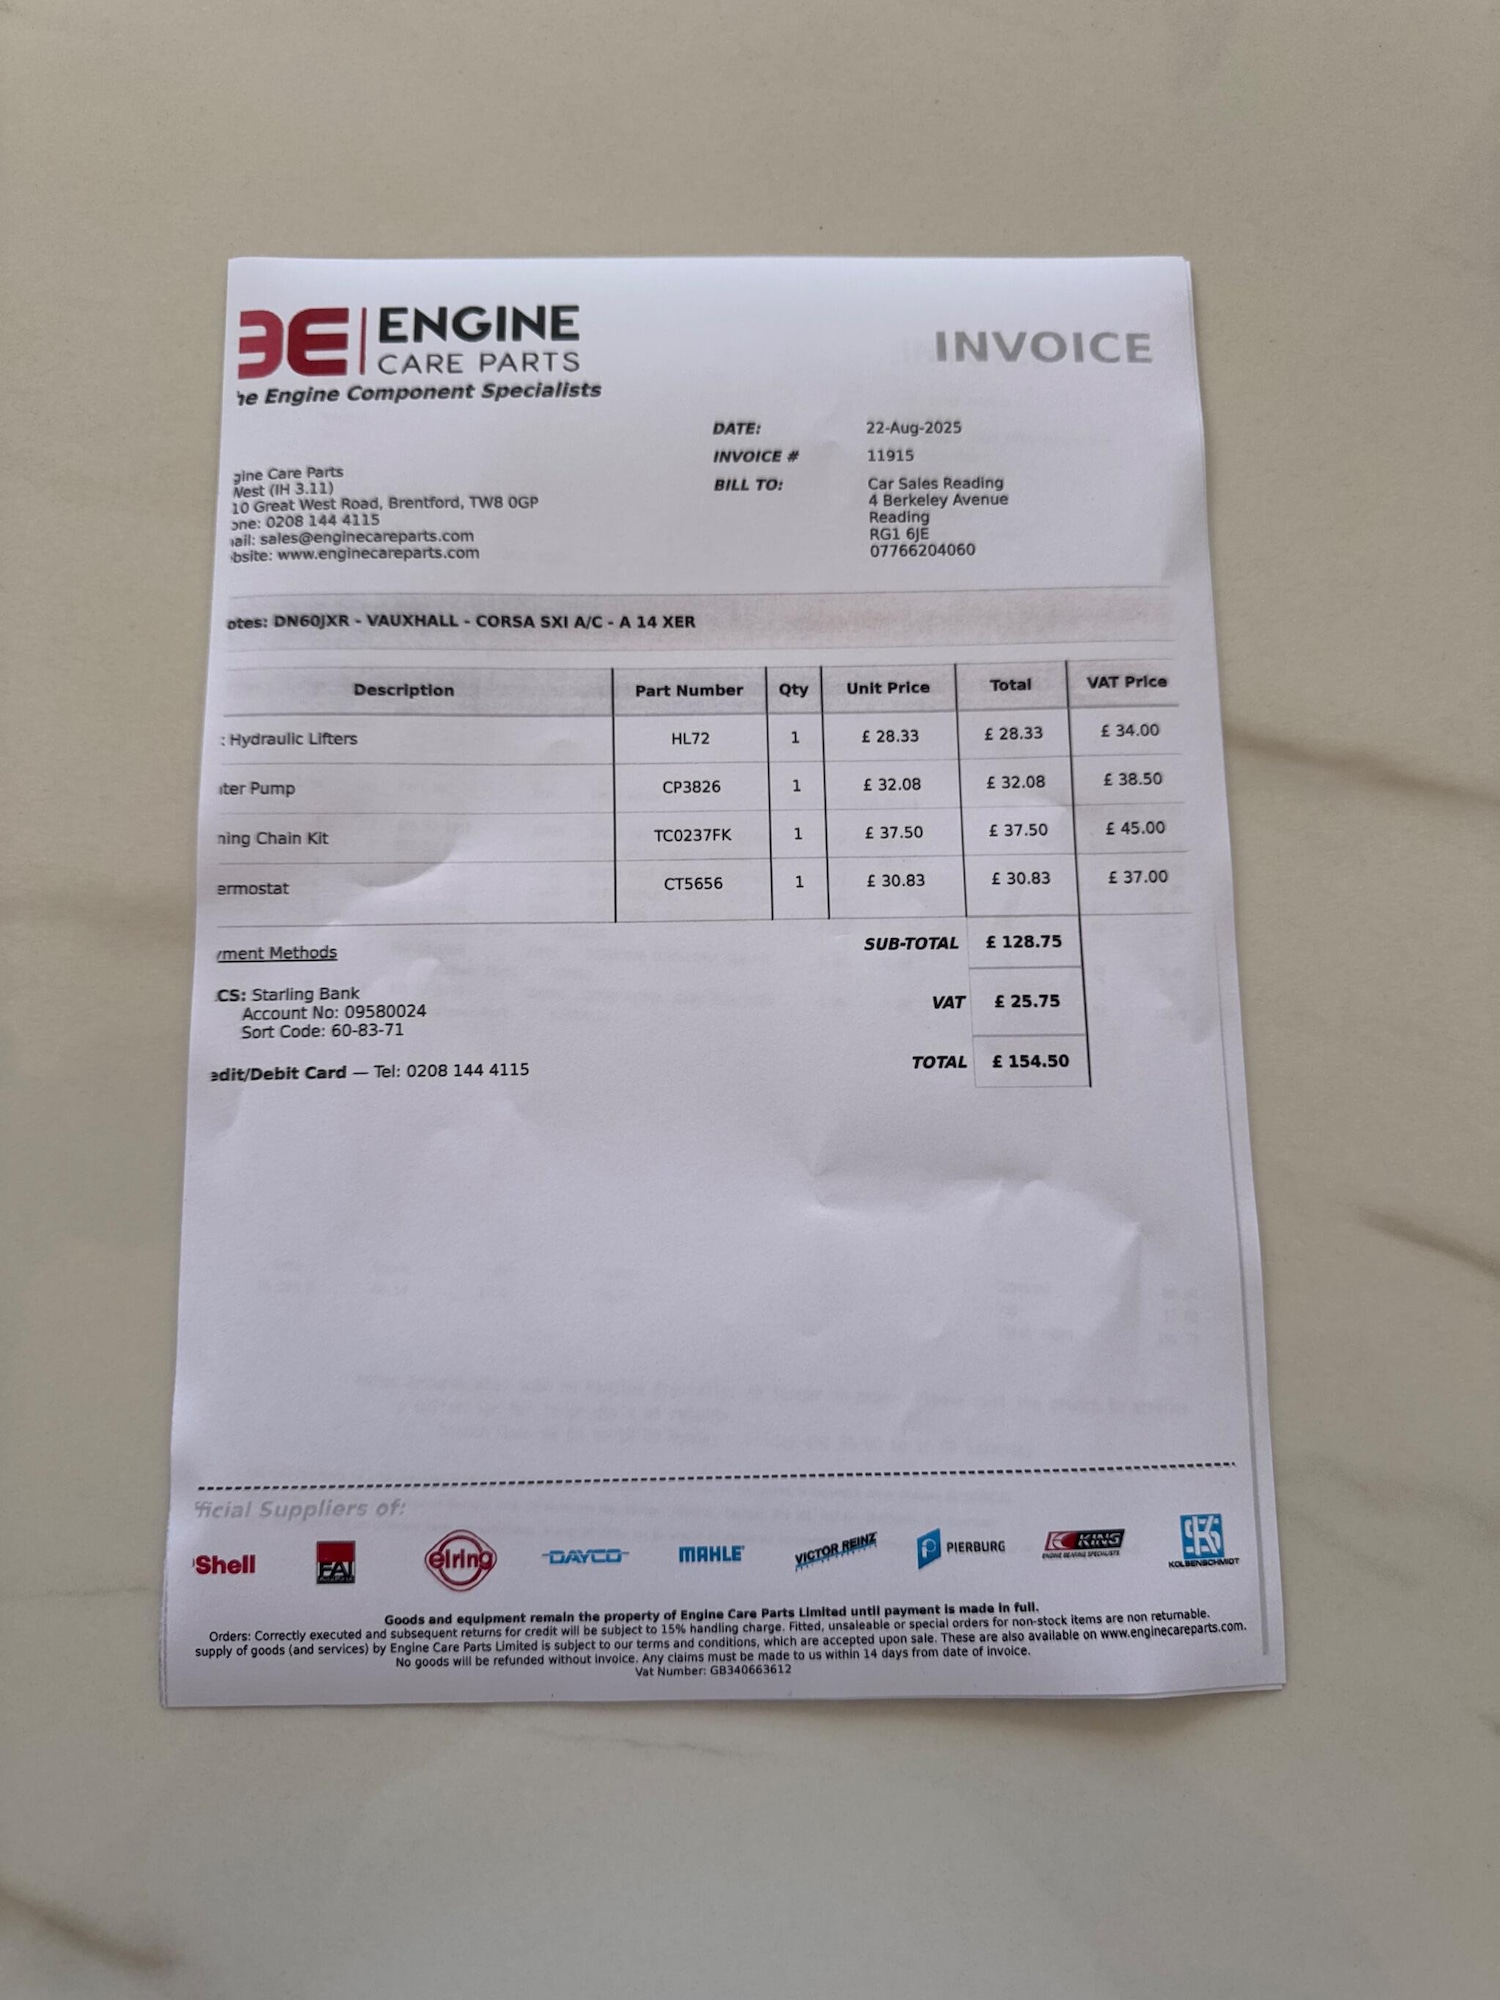 ENGINE
CARE PARTS
he Engine Component Specialists
INVOICE
DATE: 22-Aug-2025
INVOICE # 11915
BILL TO: Car Sales Reading
4 Berkeley Avenue
Reading
RG1 6JE
07766204060
gine Care Parts
West (IH 3.11)
10 Great West Road, Brentford, TW8 0GP
one: 0208 144 4115
ail: sales@enginecareparts.com
bsite: www.enginecareparts.com
otes: DN60JXR - VAUXHALL - CORSA SXI A/C - A 14 XER
Description Part Number Qty Unit Price Total VAT Price
: Hydraulic Lifters HL72 1 £ 28.33 £ 28.33 £ 34.00
ter Pump CP3826 1 £ 32.08 £ 32.08 £ 38.50
ning Chain Kit TC0237FK 1 £ 37.50 £ 37.50 £ 45.00
ermostat CT5656 1 £ 30.83 £ 30.83 £ 37.00
SUB-TOTAL £ 128.75
VAT £ 25.75
TOTAL £ 154.50
yment Methods
CS: Starling Bank
Account No: 09580024
Sort Code: 60-83-71
edit/Debit Card — Tel: 0208 144 4115
fficial Suppliers of:
Shell FAI elring DAYCO MAHLE VICTOR REINZ PIERBURG KING KOLBENSCHMIDT
ENGINE BEARING SPECIALISTS
Goods and equipment remain the property of Engine Care Parts Limited until payment is made in full.
Orders: Correctly executed and subsequent returns for credit will be subject to 15% handling charge. Fitted, unsaleable or special orders for non-stock items are non returnable.
supply of goods (and services) by Engine Care Parts Limited is subject to our terms and conditions, which are accepted upon sale. These are also available on www.enginecareparts.com.
No goods will be refunded without invoice. Any claims must be made to us within 14 days from date of invoice.
Vat Number: GB340663612